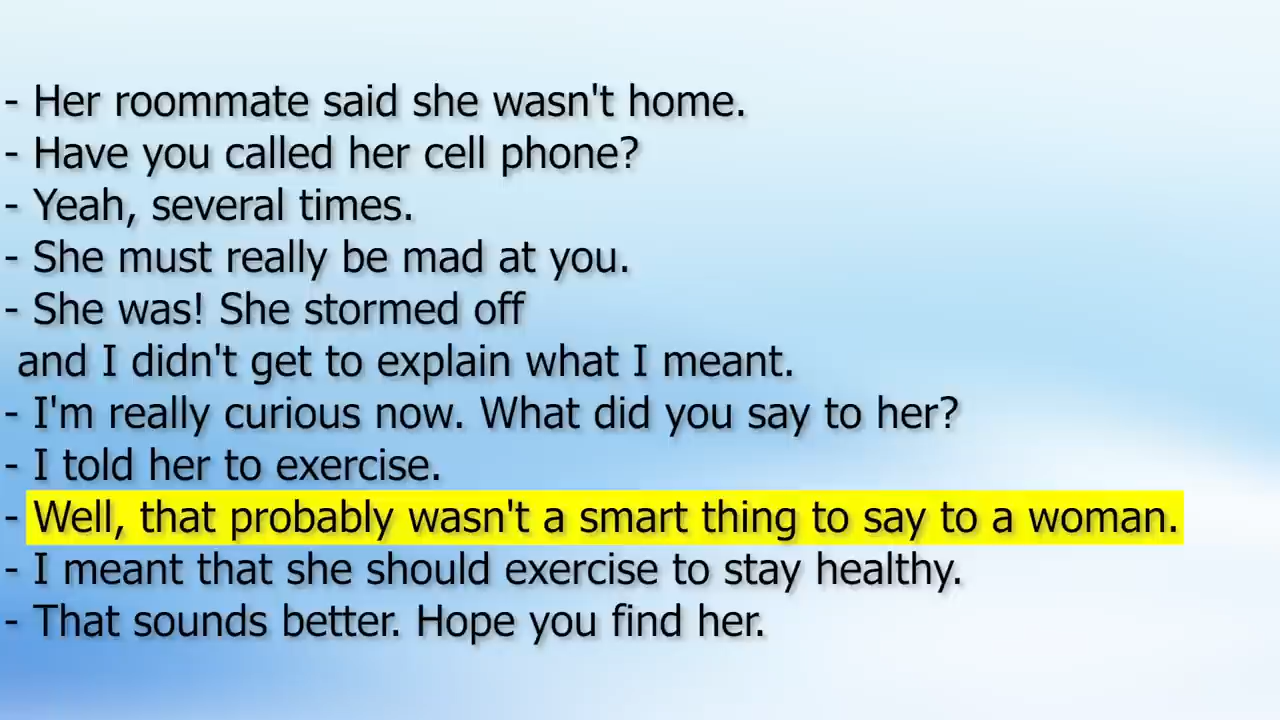 - Her roommate said she wasn't home.
- Have you called her cell phone?
- Yeah, several times.
- She must really be mad at you.
- She was! She stormed off
and I didn't get to explain what I meant.
- I'm really curious now. What did you say to her?
- I told her to exercise.
- Well, that probably wasn't a smart thing to say to a woman.
- I meant that she should exercise to stay healthy.
- That sounds better. Hope you find her.